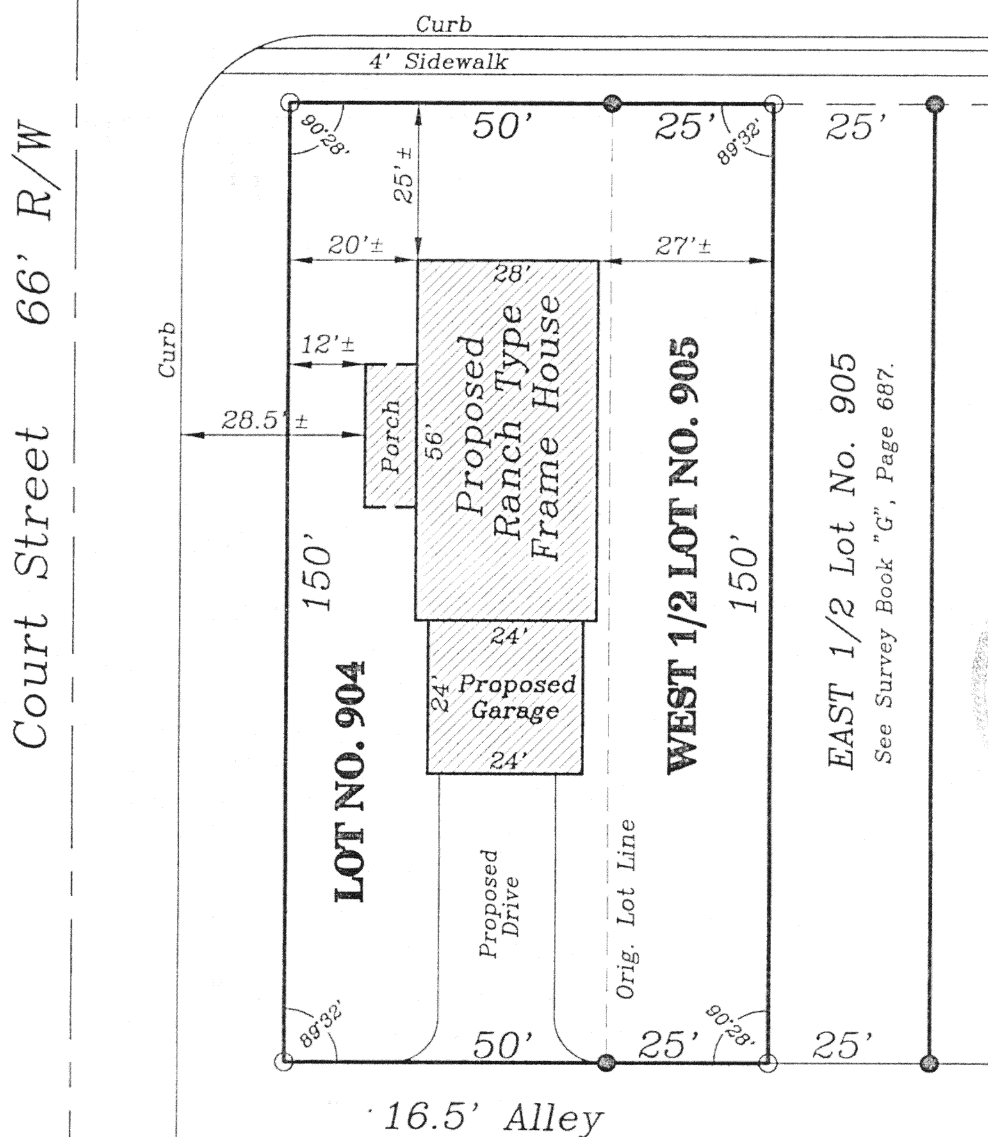 Curb
4' Sidewalk
50'
25'
25'
90°28'
89°32'
25'±
20'±
27'±
28'
12'±
28.5'±
Curb
Court Street 66' R/W
Porch
56'
Proposed
Ranch Type
Frame House
150'
150'
LOT NO. 904
WEST 1/2 LOT NO. 905
EAST 1/2 Lot No. 905
See Survey Book "G", Page 687.
24'
24'
Proposed
Garage
24'
Proposed
Drive
Orig. Lot Line
89°32'
90°28'
50'
25'
25'
16.5' Alley